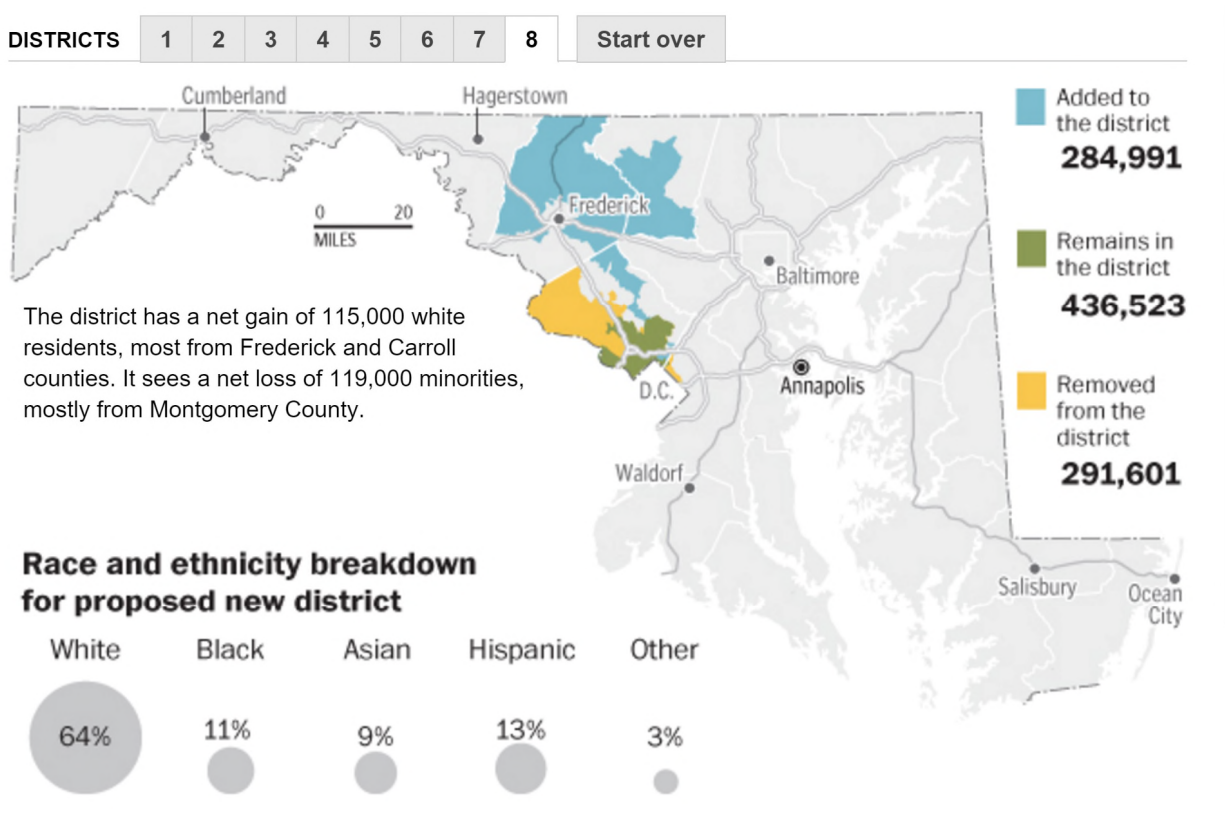 DISTRICTS 1 2 3 4 5 6 7 8 Start over
Cumberland
Hagerstown
Added to
the district
284,991
Frederick
0 20
MILES
Remains in
the district
436,523
Baltimore
The district has a net gain of 115,000 white
residents, most from Frederick and Carroll
counties. It sees a net loss of 119,000 minorities,
mostly from Montgomery County.
D.C.
Annapolis
Removed
from the
district
291,601
Waldorf
Salisbury
Ocean
City
Race and ethnicity breakdown
for proposed new district
White Black Asian Hispanic Other
64% 11% 9% 13% 3%